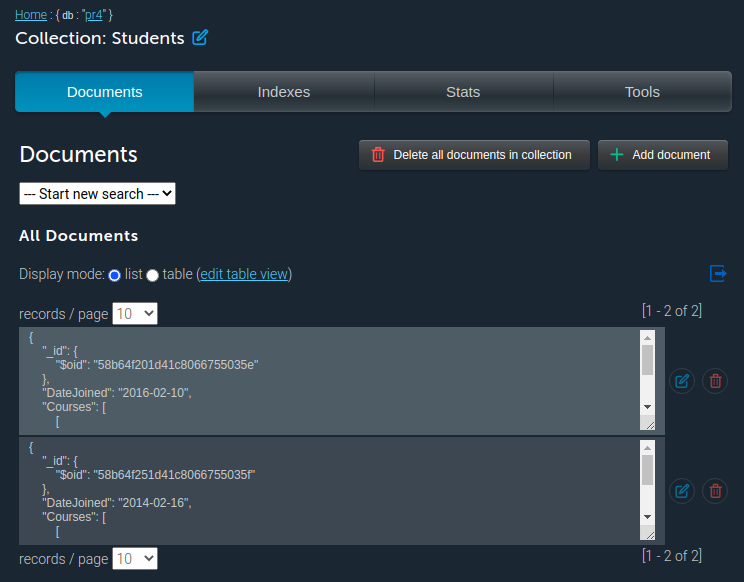 Home : { db : "pr4" }
Collection: Students
Documents Indexes Stats Tools
Documents
Delete all documents in collection
Add document
--- Start new search ---
All Documents
Display mode: list table (edit table view)
records / page 10
[1 - 2 of 2]
{
"_id": {
"$oid": "58b64f201d41c8066755035e"
},
"DateJoined": "2016-02-10",
"Courses": [
[
{
"_id": {
"$oid": "58b64f251d41c8066755035f"
},
"DateJoined": "2014-02-16",
"Courses": [
[
records / page 10
[1 - 2 of 2]